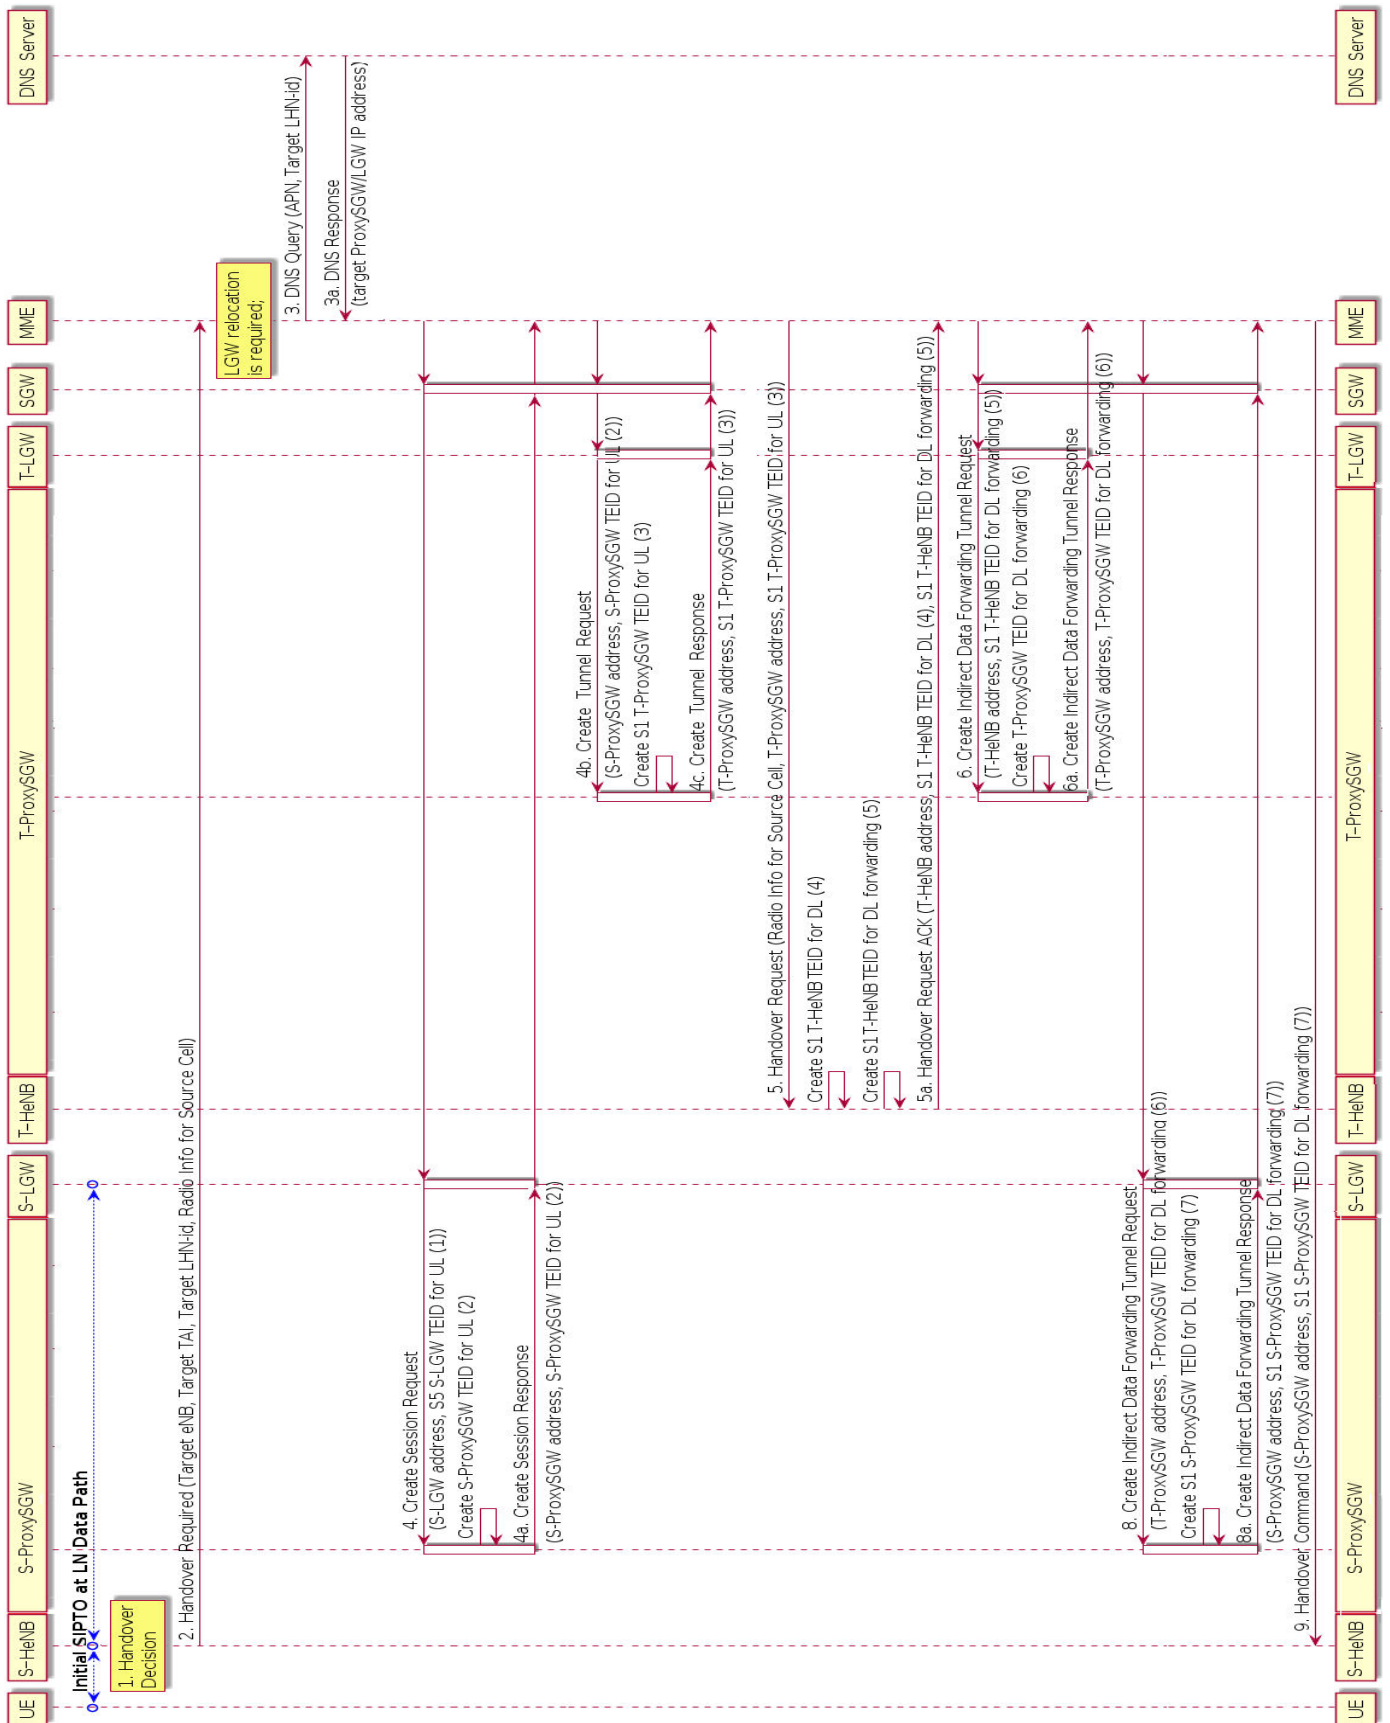 UE
S-HeNB
S-ProxySGW
S-LGW
T-HeNB
T-ProxySGW
T-LGW
SGW
MME
DNS Server
Initial SIPTO at LN Data Path
1. Handover
Decision
2. Handover Required (Target eNB, Target TAI, Target LHN-id, Radio Info for Source Cell)
LGW relocation
is required;
3. DNS Query (APN, Target LHN-id)
3a. DNS Response
(target ProxySGW/LGW IP address)
4. Create Session Request
(S-LGW address, S5 S-LGW TEID for UL (1))
Create S-ProxySGW TEID for UL (2)
4a. Create Session Response
(S-ProxySGW address, S-ProxySGW TEID for UL (2))
4b. Create Tunnel Request
(S-ProxySGW address, S-ProxySGW TEID for UL (2))
Create S1 T-ProxySGW TEID for UL (3)
4c. Create Tunnel Response
(T-ProxySGW address, S1 T-ProxySGW TEID for UL (3))
5. Handover Request (Radio Info for Source Cell, T-ProxySGW address, S1 T-ProxySGW TEID for UL (3))
Create S1 T-HeNB TEID for DL (4)
Create S1 T-HeNB TEID for DL forwarding (5)
5a. Handover Request ACK (T-HeNB address, S1 T-HeNB TEID for DL (4), S1 T-HeNB TEID for DL forwarding (5))
6. Create Indirect Data Forwarding Tunnel Request
(T-HeNB address, S1 T-HeNB TEID for DL forwarding (5))
Create T-ProxySGW TEID for DL forwarding (6)
6a. Create Indirect Data Forwarding Tunnel Response
(T-ProxySGW address, T-ProxySGW TEID for DL forwarding (6))
8. Create Indirect Data Forwarding Tunnel Request
(T-ProxySGW address, T-ProxySGW TEID for DL forwarding (6))
Create S1 S-ProxySGW TEID for DL forwarding (7)
8a. Create Indirect Data Forwarding Tunnel Response
(S-ProxySGW address, S1 S-ProxySGW TEID for DL forwarding (7))
9. Handover Command (S-ProxySGW address, S1 S-ProxySGW TEID for DL forwarding (7))
UE
S-HeNB
S-ProxySGW
S-LGW
T-HeNB
T-ProxySGW
T-LGW
SGW
MME
DNS Server